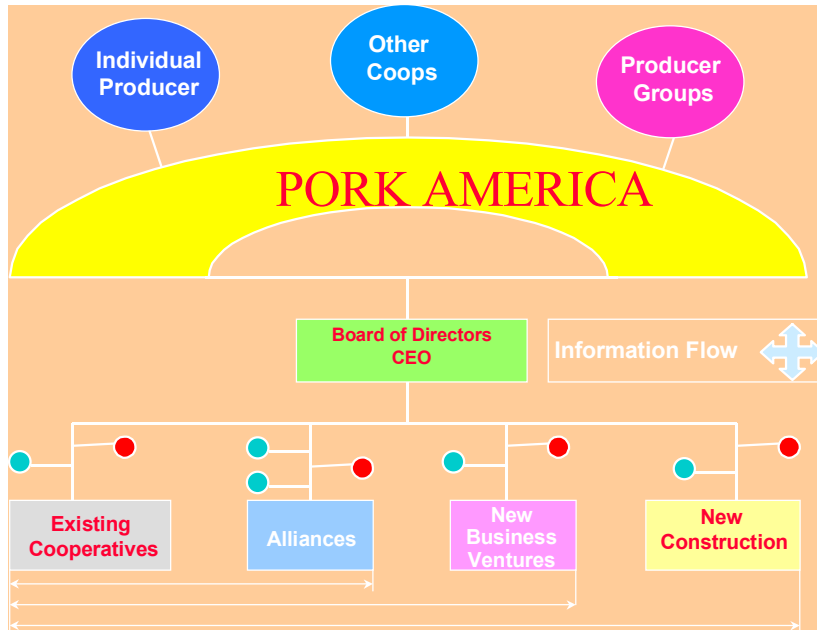 Individual
Producer
Other
Coops
Producer
Groups
PORK AMERICA
Board of Directors
CEO
Information Flow
Existing
Cooperatives
Alliances
New
Business
Ventures
New
Construction